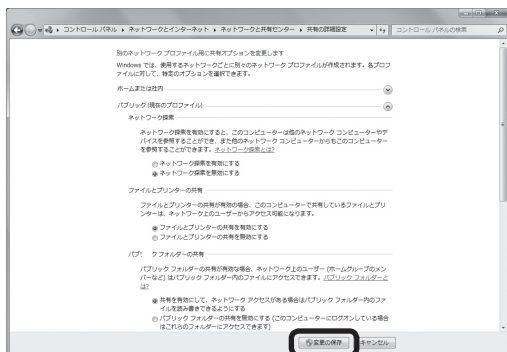 コントロール パネル ▸ ネットワークとインターネット ▸ ネットワークと共有センター ▸ 共有の詳細設定
コントロール パネルの検索
別のネットワーク プロファイル用に共有オプションを変更します
Windows では、使用するネットワークごとに別々のネットワーク プロファイルが作成されます。各プロフ
ァイルに対して、特定のオプションを選択できます。
ホームまたは社内
パブリック (現在のプロファイル)
ネットワーク探索
ネットワーク探索を有効にすると、このコンピューターは他のネットワーク コンピューターやデ
バイスを参照することができ、また他のネットワーク コンピューターからもこのコンピューター
を参照することができます。ネットワーク探索とは?
ネットワーク探索を有効にする
ネットワーク探索を無効にする
ファイルとプリンターの共有
ファイルとプリンターの共有が有効の場合、このコンピューターで共有しているファイルとプリ
ンターは、ネットワーク上のユーザーからアクセス可能になります。
ファイルとプリンターの共有を有効にする
ファイルとプリンターの共有を無効にする
パブ クフォルダーの共有
パブリック フォルダーの共有が有効な場合、ネットワーク上のユーザー (ホームグループのメン
バーなど) はパブリック フォルダー内のファイルにアクセスできます。パブリック フォルダーと
は?
共有を有効にして、ネットワーク アクセスがある場合はパブリック フォルダー内のファ
イルを読み書きできるようにする
パブリック フォルダーの共有を無効にする (このコンピューターにログオンしている場合
はこれらのフォルダーにアクセスできます)
変更の保存 キャンセル